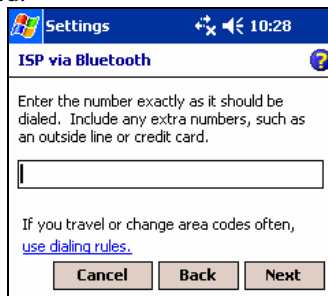 Settings 10:28
ISP via Bluetooth
Enter the number exactly as it should be
dialed. Include any extra numbers, such as
an outside line or credit card.
If you travel or change area codes often,
use dialing rules.
Cancel Back Next